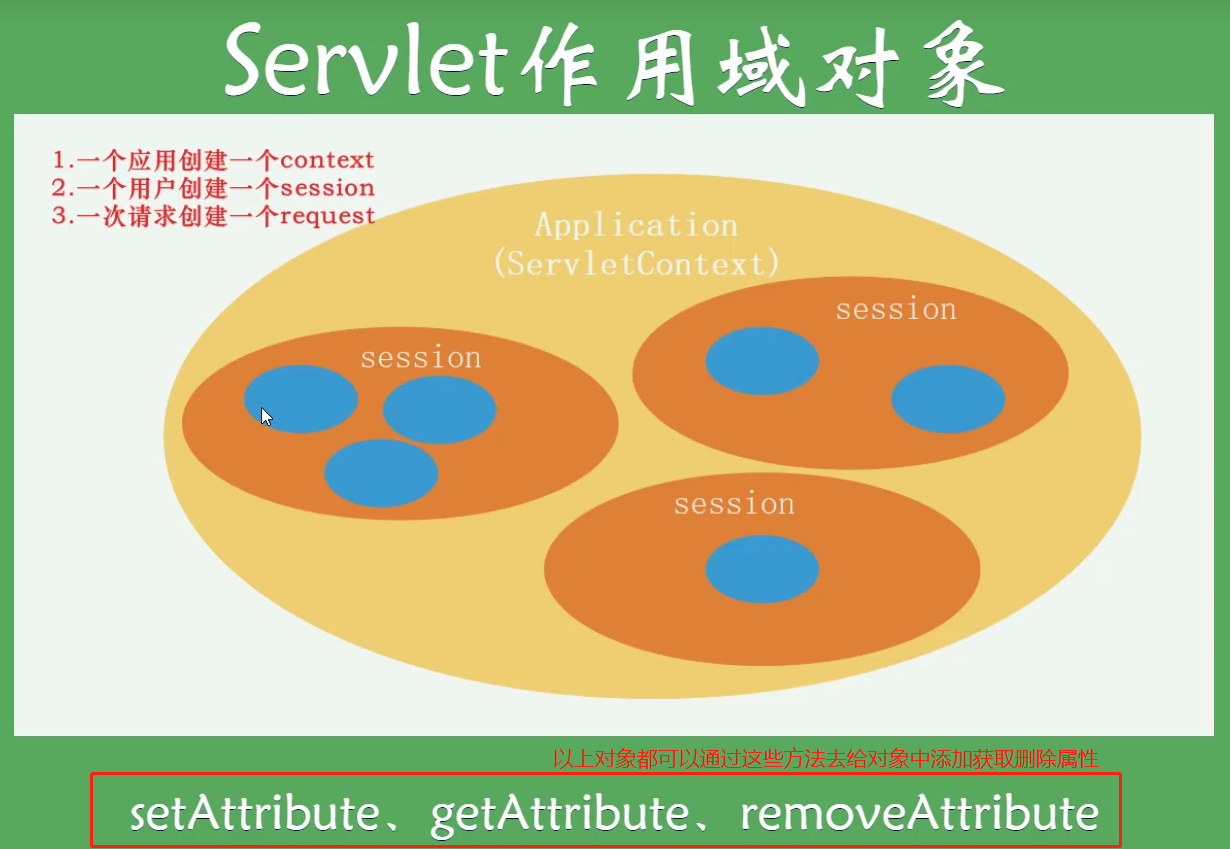 Servlet作用域对象
1.一个应用创建一个context
2.一个用户创建一个session
3.一次请求创建一个request
Application
(ServletContext)
session
session
session
以上对象都可以通过这些方法去给对象中添加获取删除属性
setAttribute、getAttribute、removeAttribute